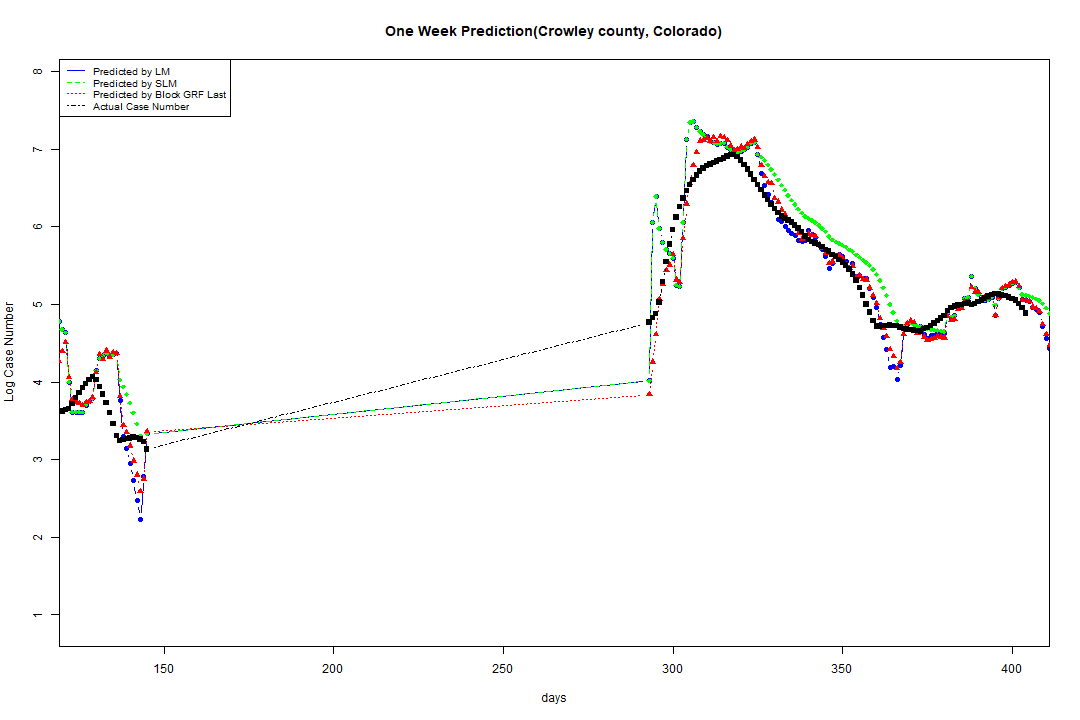 One Week Prediction(Crowley county, Colorado)
Predicted by LM
Predicted by SLM
Predicted by Block GRF Last
Actual Case Number
8
7
6
5
4
3
2
1
Log Case Number
150
200
250
300
350
400
days